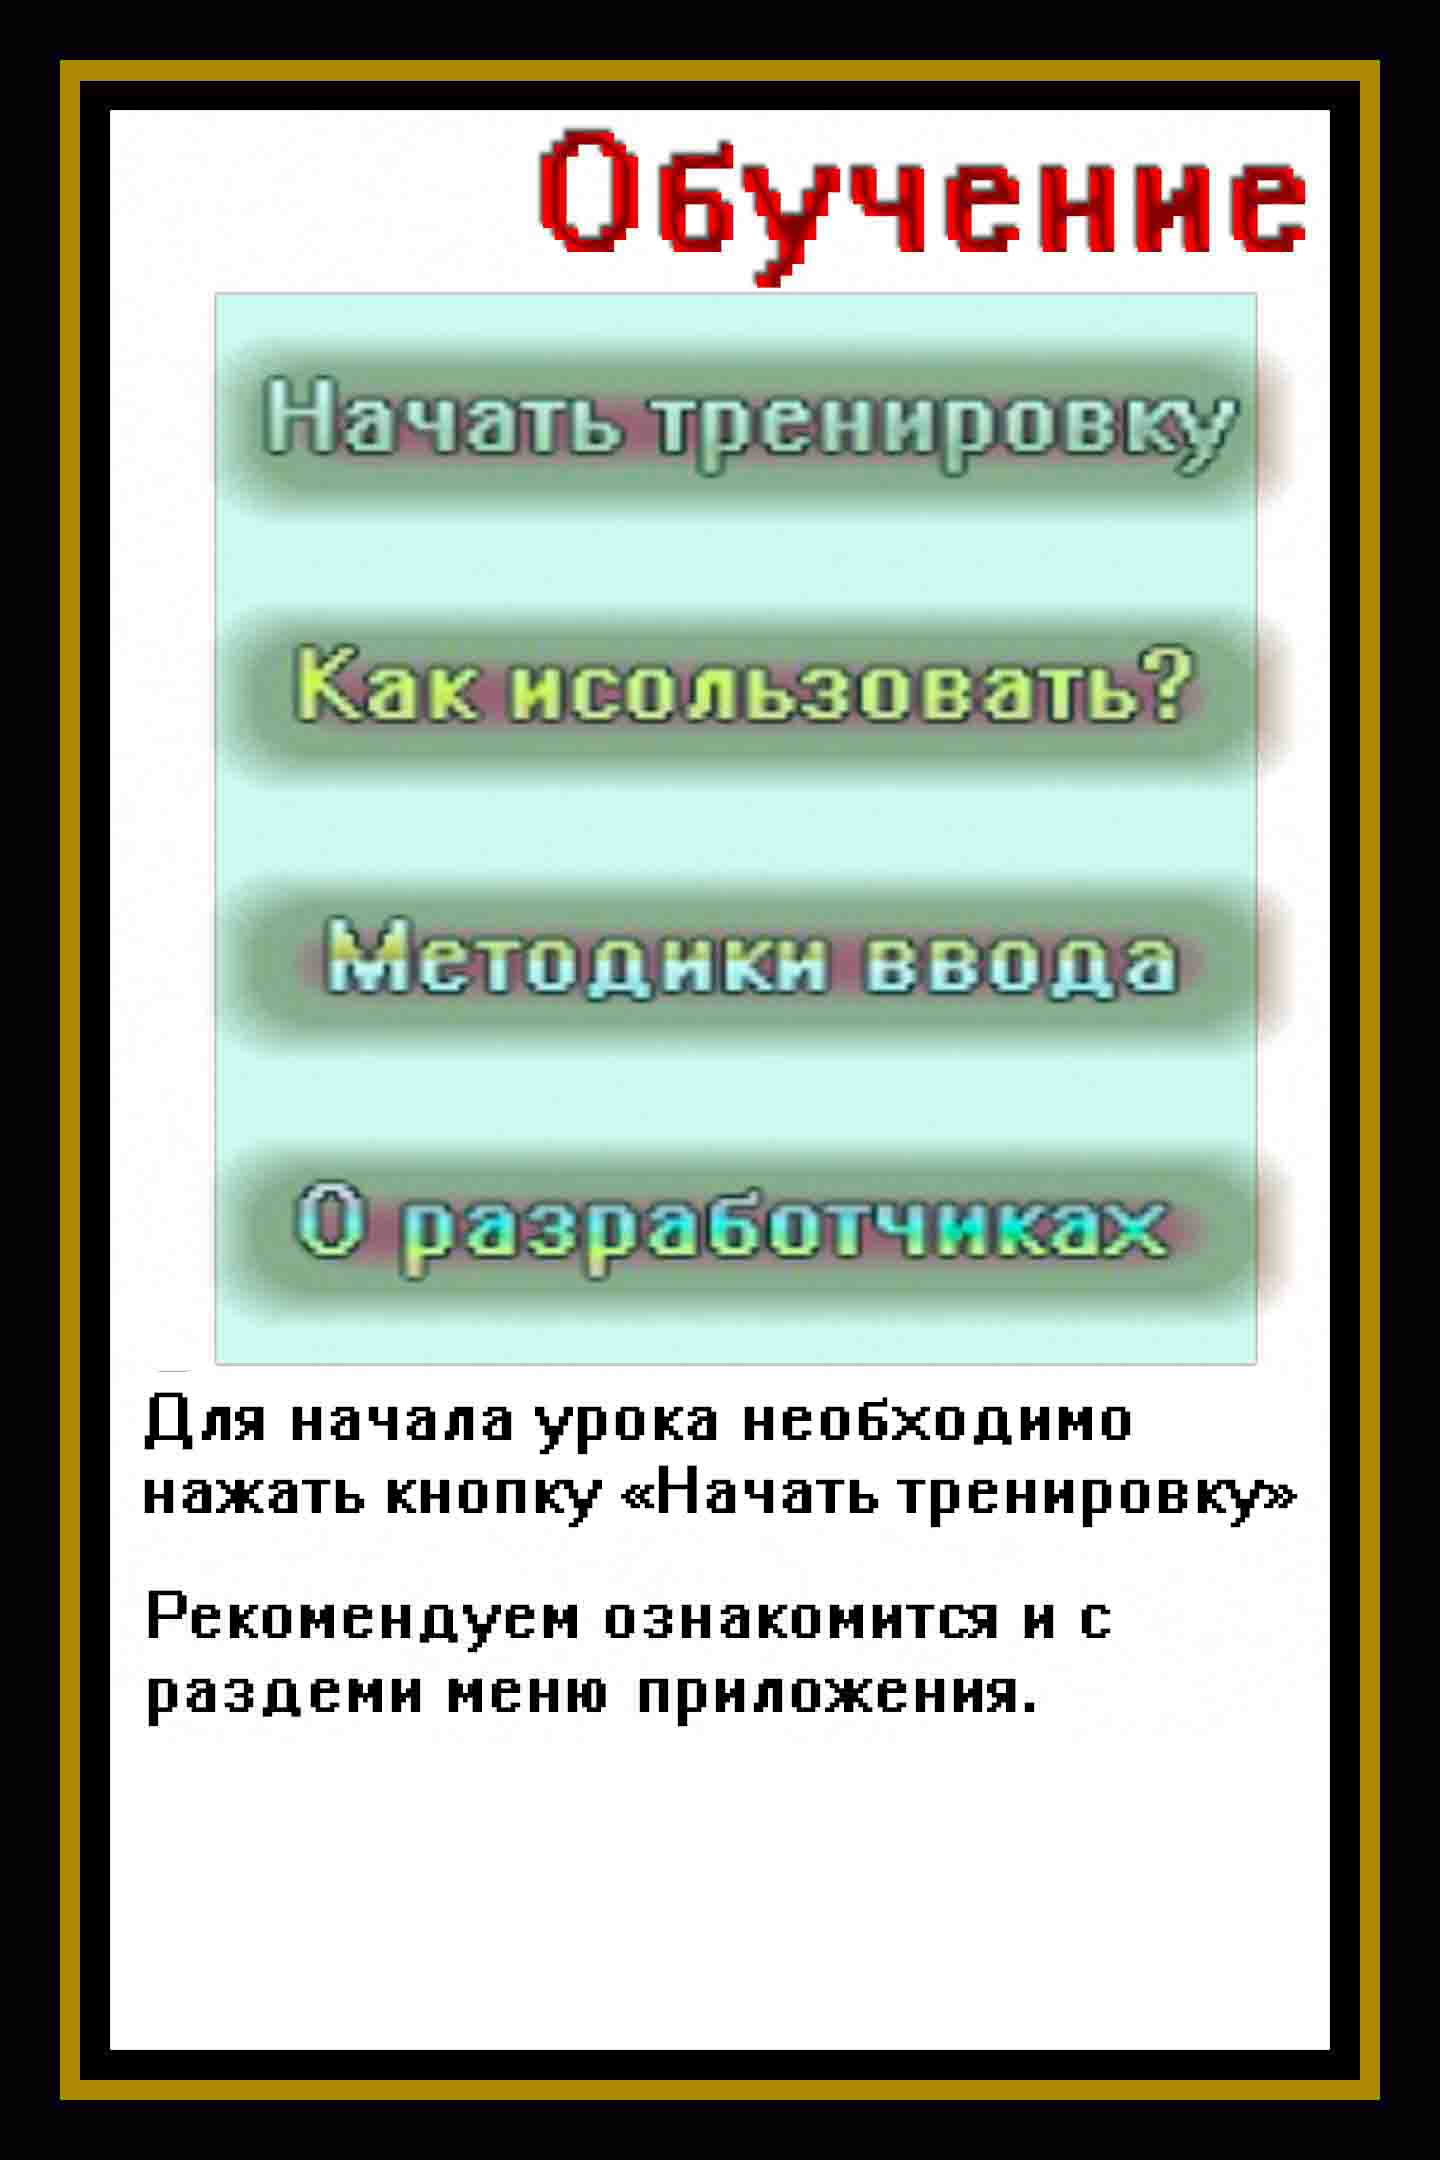 Обучение
Начать тренировку
Как исользовать?
Методики ввода
О разработчиках
Для начала урока необходимо
нажать кнопку «Начать тренировку»
Рекомендуем ознакомится и с
раздеми меню приложения.